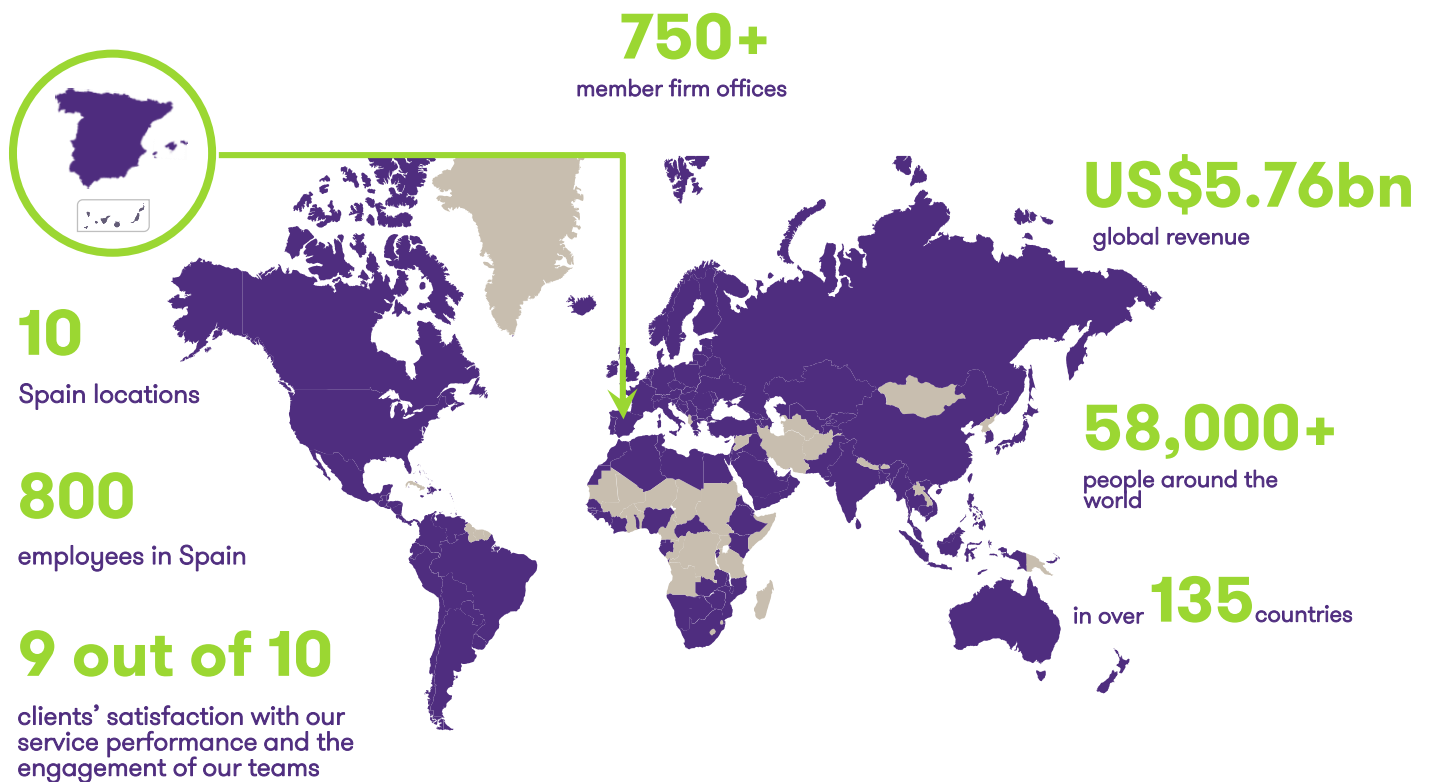 750+
member firm offices
US$5.76bn
global revenue
10
Spain locations
58,000+
people around the
world
800
employees in Spain
in over 135 countries
9 out of 10
clients’ satisfaction with our
service performance and the
engagement of our teams